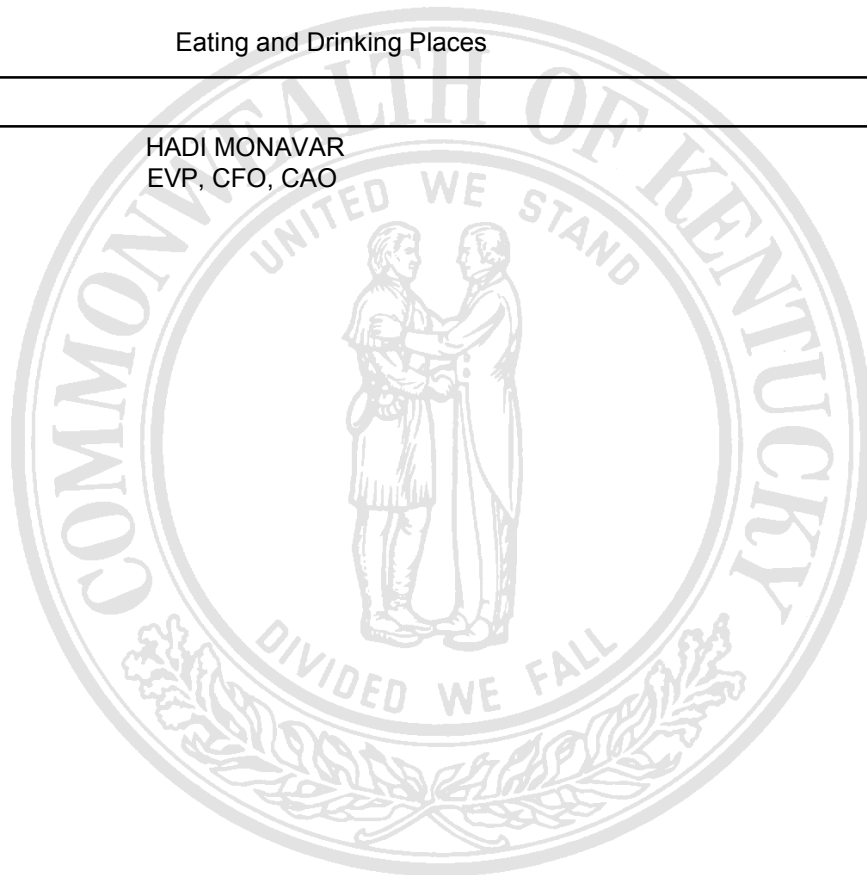 Eating and Drinking Places
HADI MONAVAR
EVP, CFO, CAO
COMMONWEALTH OF KENTUCKY
UNITED WE STAND
DIVIDED WE FALL